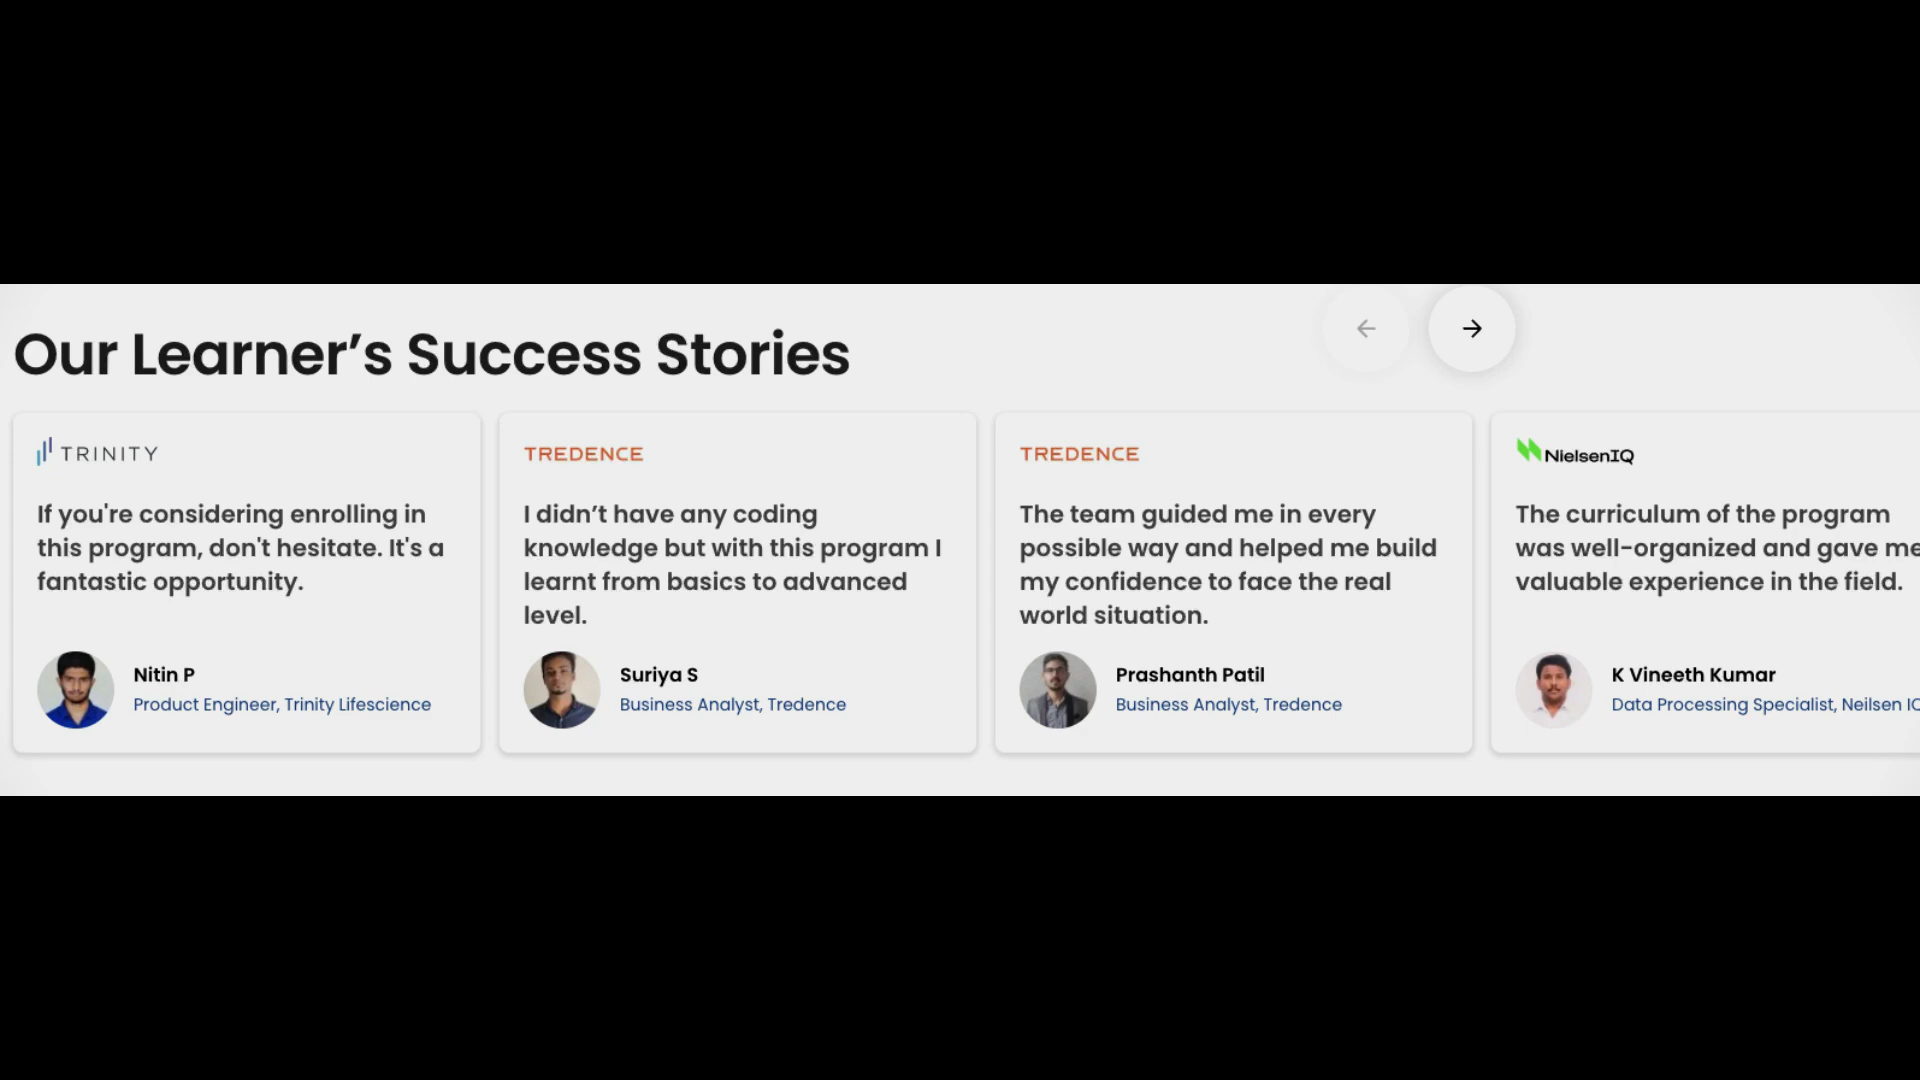 Our Learner’s Success Stories
TRINITY
If you're considering enrolling in
this program, don't hesitate. It's a
fantastic opportunity.
Nitin P
Product Engineer, Trinity Lifescience
TREDENCE
I didn’t have any coding
knowledge but with this program I
learnt from basics to advanced
level.
Suriya S
Business Analyst, Tredence
TREDENCE
The team guided me in every
possible way and helped me build
my confidence to face the real
world situation.
Prashanth Patil
Business Analyst, Tredence
NielsenIQ
The curriculum of the program
was well-organized and gave me
valuable experience in the field.
K Vineeth Kumar
Data Processing Specialist, Neilsen IQ